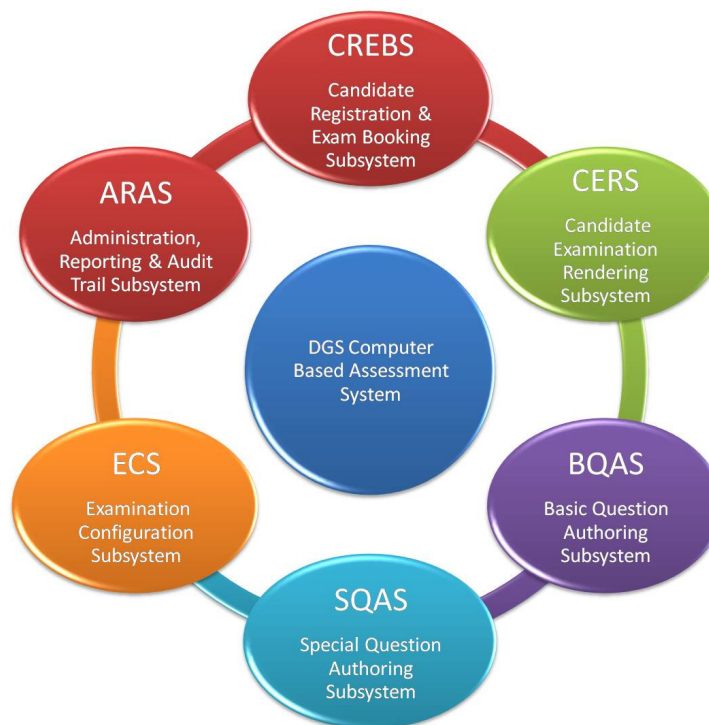 CREBS
Candidate
Registration &
Exam Booking
Subsystem
CERS
Candidate
Examination
Rendering
Subsystem
BQAS
Basic Question
Authoring
Subsystem
SQAS
Special Question
Authoring
Subsystem
ECS
Examination
Configuration
Subsystem
ARAS
Administration,
Reporting & Audit
Trail Subsystem
DGS Computer
Based Assessment
System